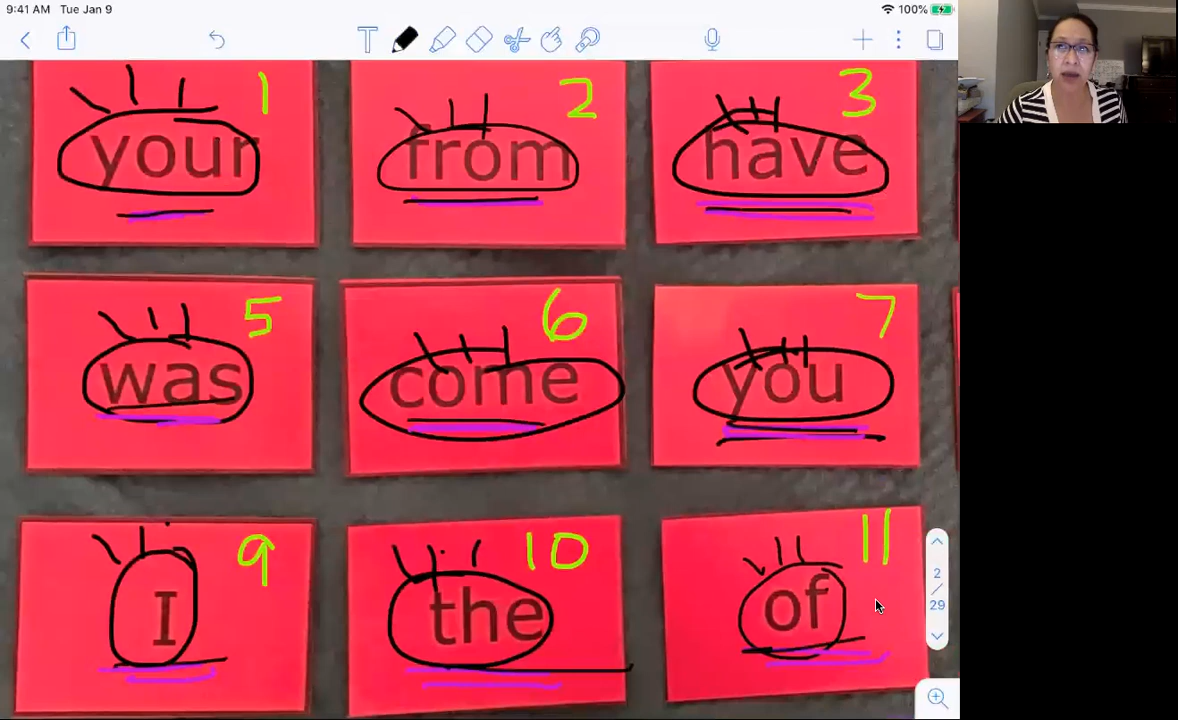 9:41 AM Tue Jan 9
100%
T
1 2 3
your from have
5 6 7
was come you
9 10 11
I the of
2
/
29